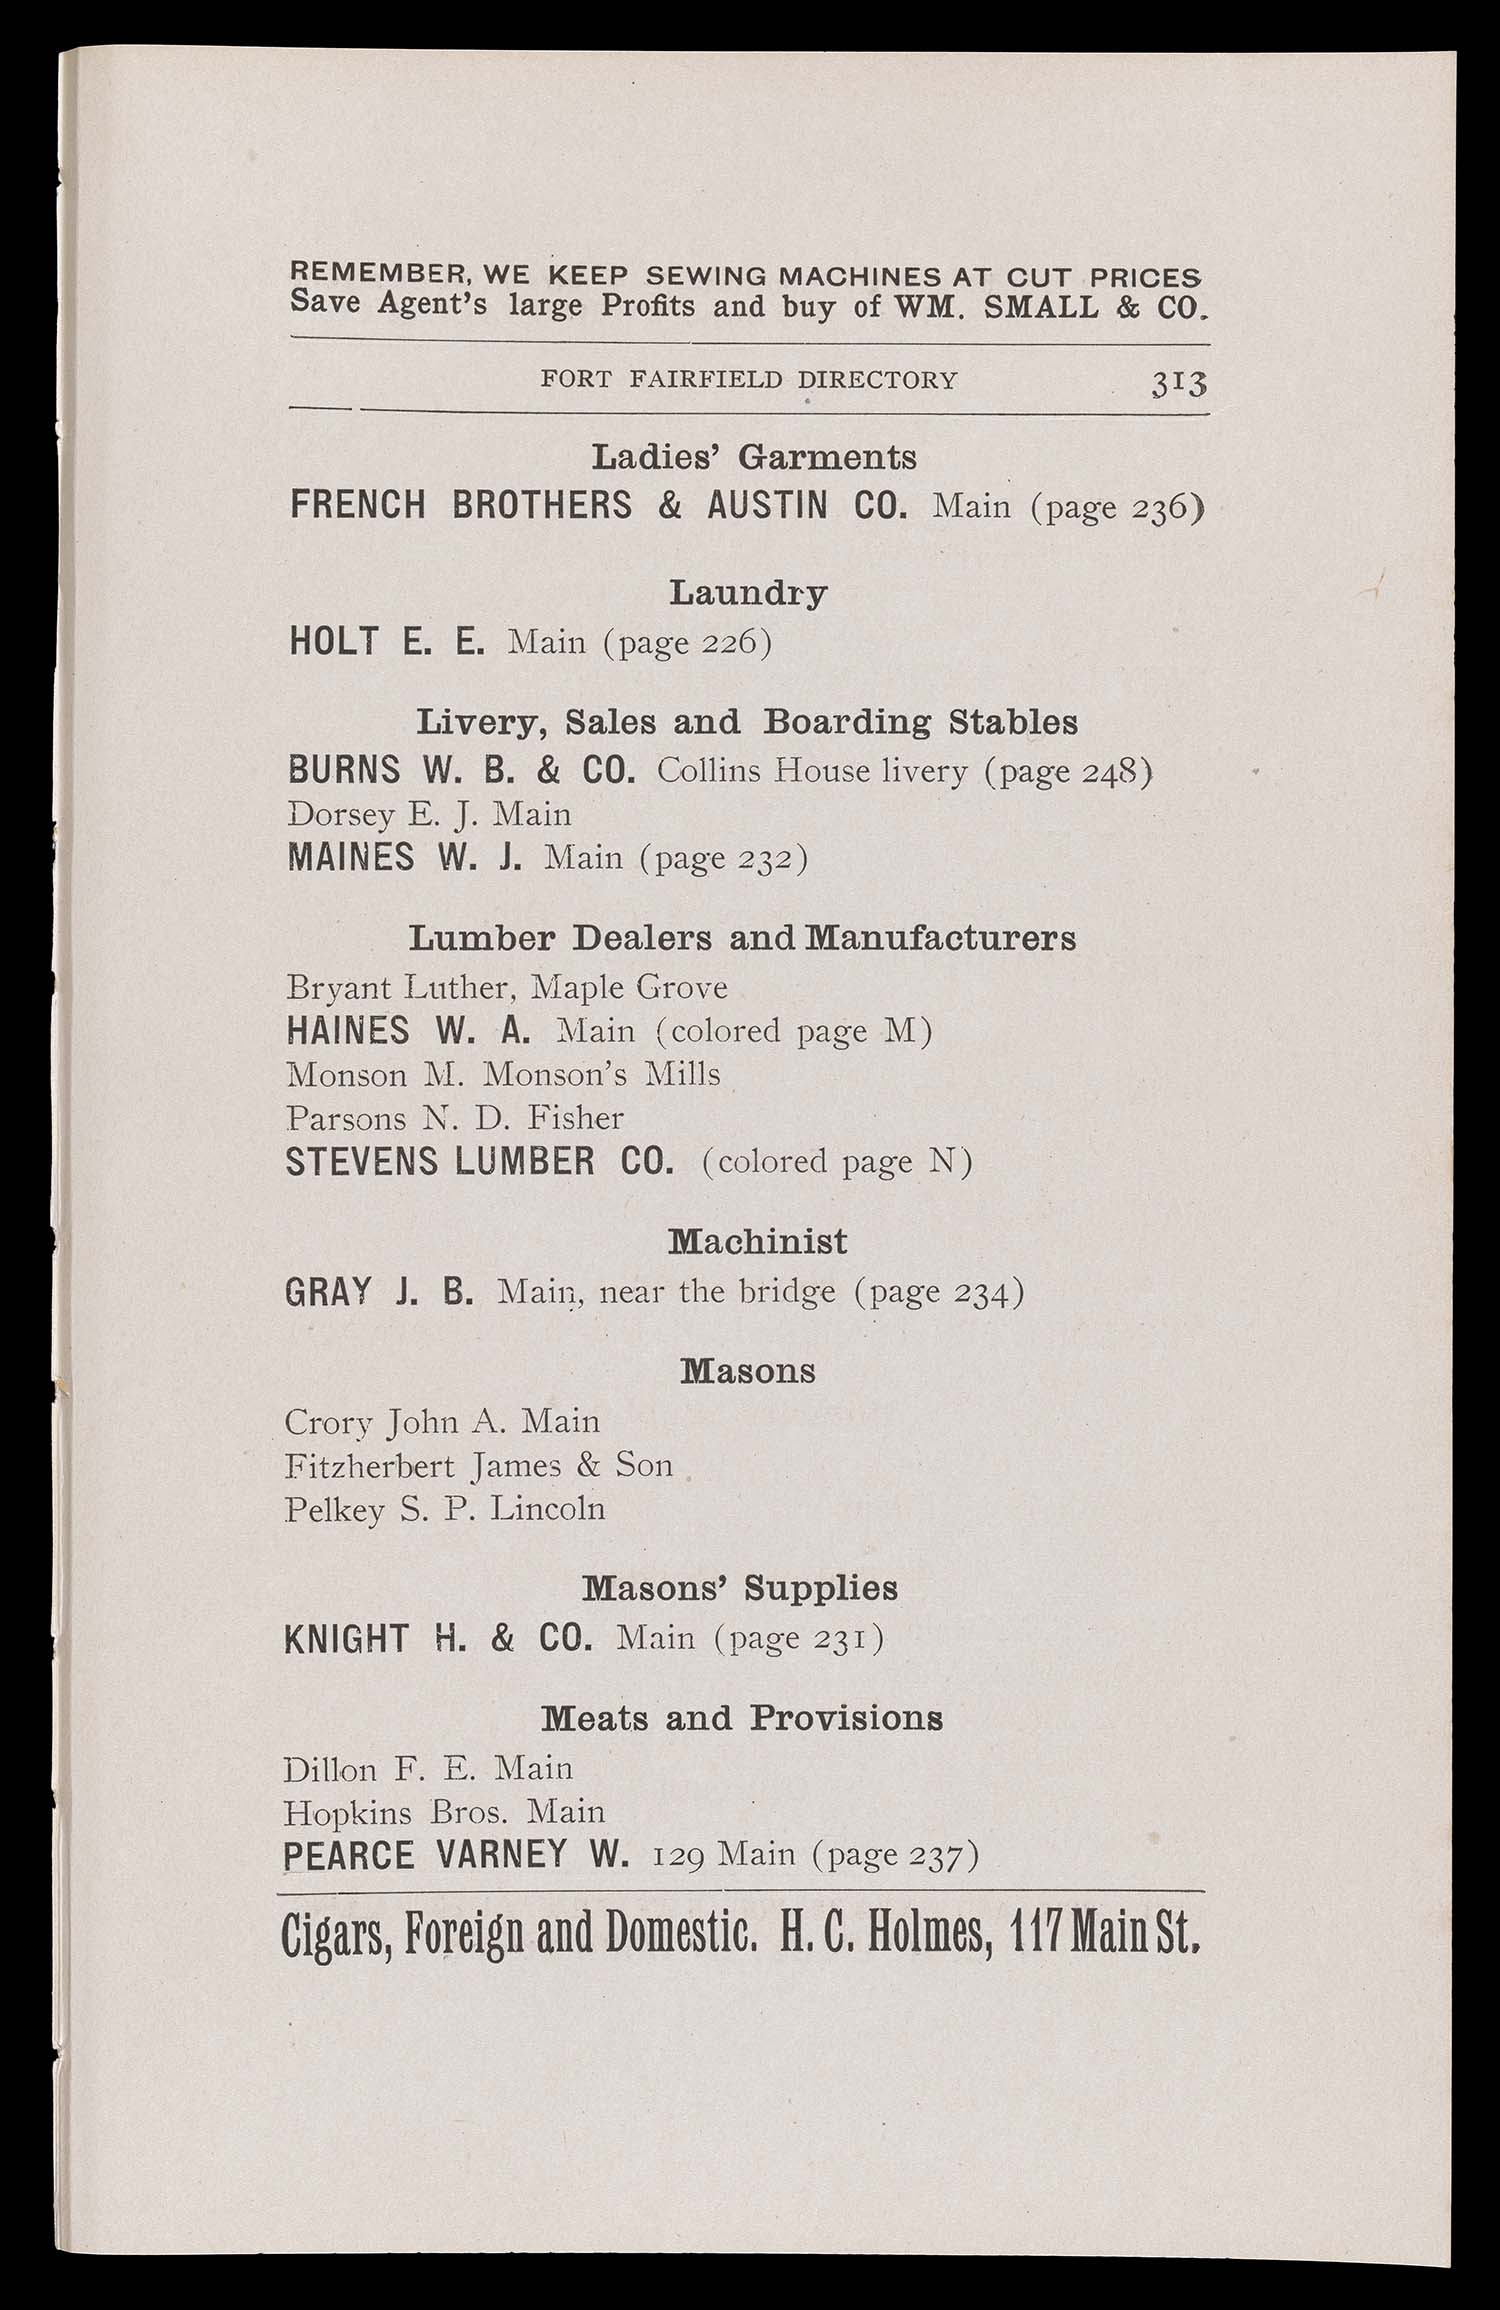 REMEMBER, WE KEEP SEWING MACHINES AT CUT PRICES
Save Agent's large Profits and buy of WM. SMALL & CO.
FORT FAIRFIELD DIRECTORY 313
Ladies' Garments
FRENCH BROTHERS & AUSTIN CO. Main (page 236)
Laundry
HOLT E. E. Main (page 226)
Livery, Sales and Boarding Stables
BURNS W. B. & CO. Collins House livery (page 248)
Dorsey E. J. Main
MAINES W. J. Main (page 232)
Lumber Dealers and Manufacturers
Bryant Luther, Maple Grove
HAINES W. A. Main (colored page M)
Monson M. Monson's Mills
Parsons N. D. Fisher
STEVENS LUMBER CO. (colored page N)
Machinist
GRAY J. B. Main, near the bridge (page 234)
Masons
Crory John A. Main
Fitzherbert James & Son
Pelkey S. P. Lincoln
Masons' Supplies
KNIGHT H. & CO. Main (page 231)
Meats and Provisions
Dillon F. E. Main
Hopkins Bros. Main
PEARCE VARNEY W. 129 Main (page 237)
Cigars, Foreign and Domestic. H. C. Holmes, 117 Main St.